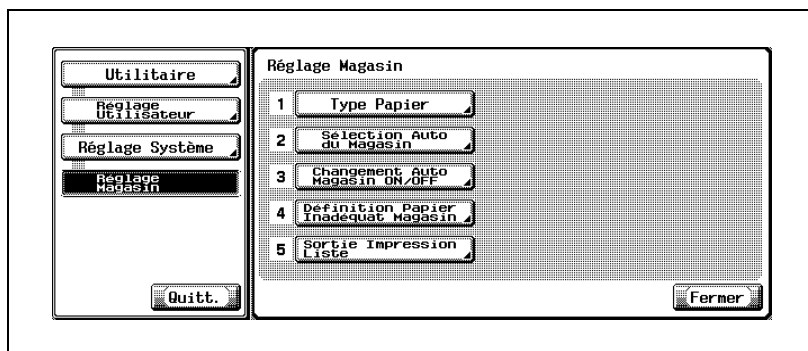 Utilitaire
Réglage
Utilisateur
Réglage Système
Réglage
Magasin
Quitt.
Réglage Magasin
1 Type Papier
2 Sélection Auto
du Magasin
3 Changement Auto
Magasin ON/OFF
4 Définition Papier
Inadéquat Magasin
5 Sortie Impression
Liste
Fermer